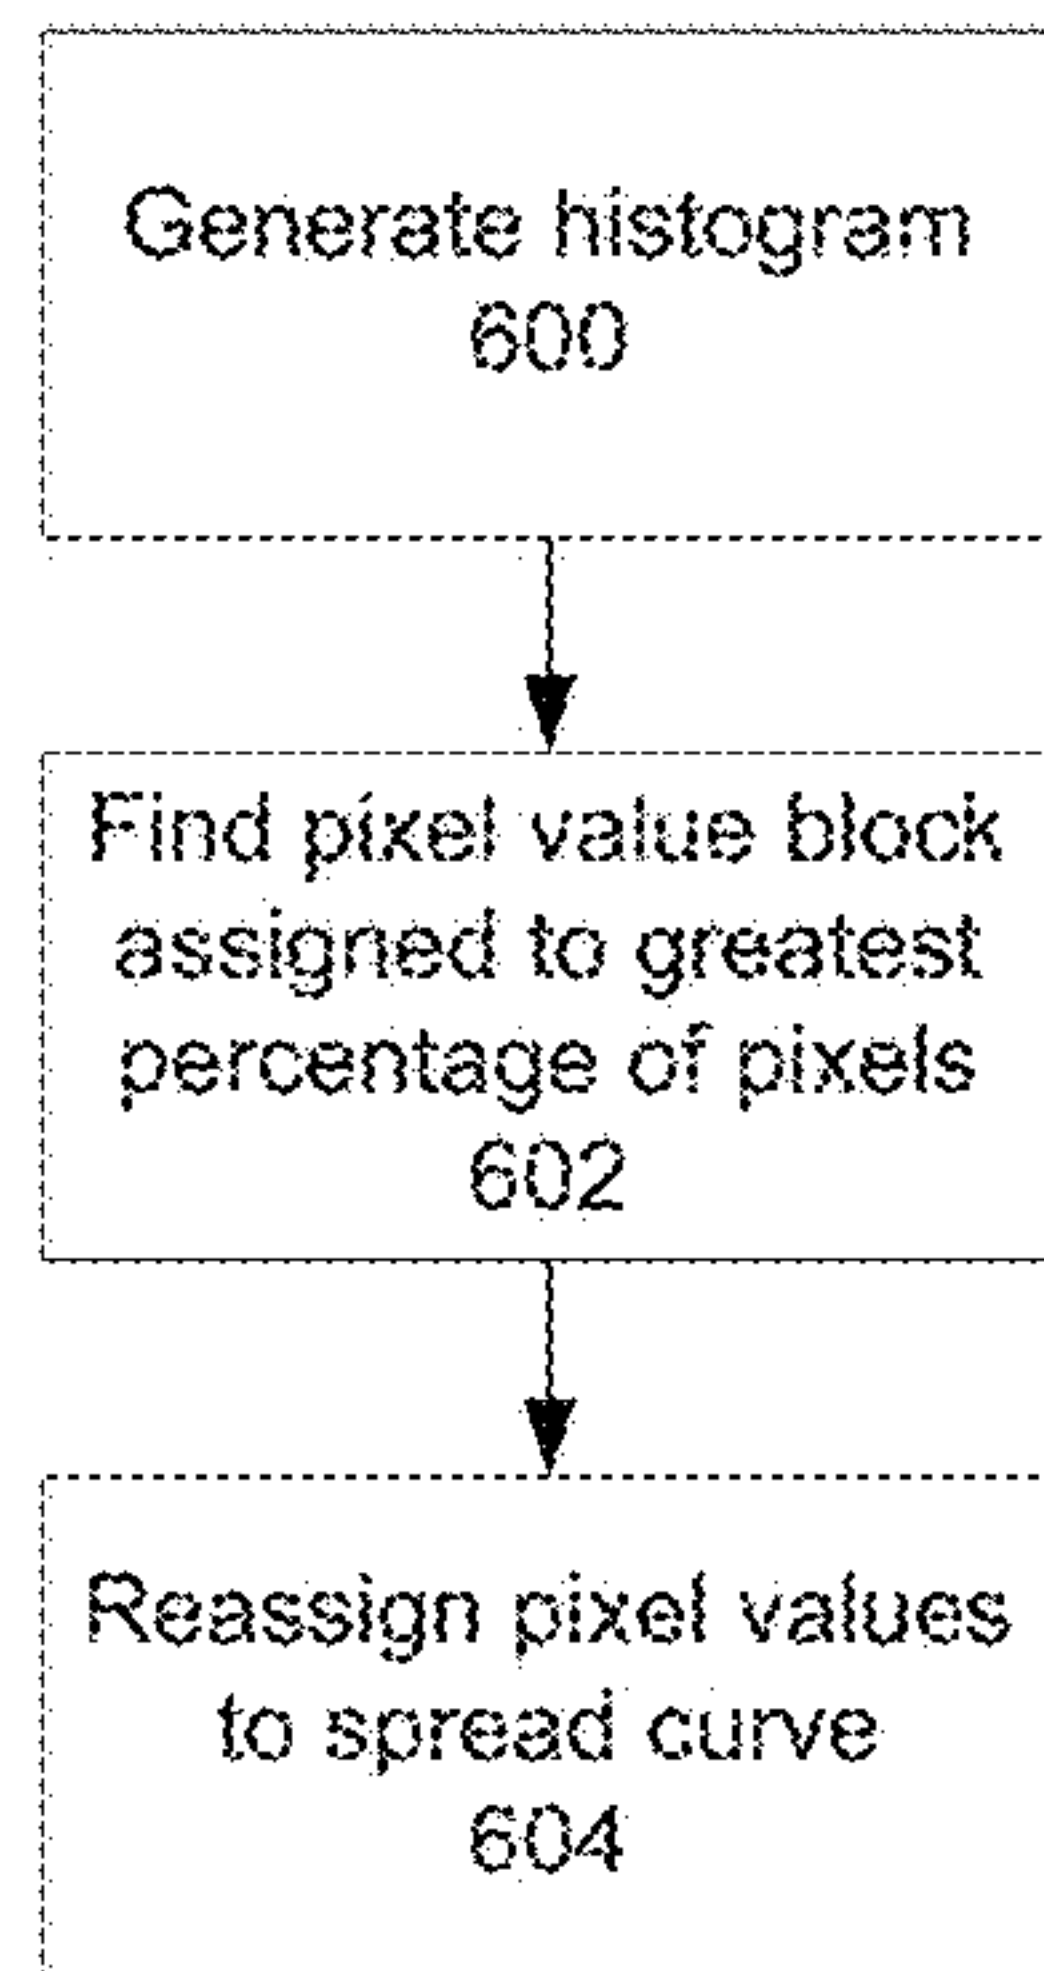 Generate histogram
600
Find pixel value block
assigned to greatest
percentage of pixels
602
Reassign pixel values
to spread curve
604